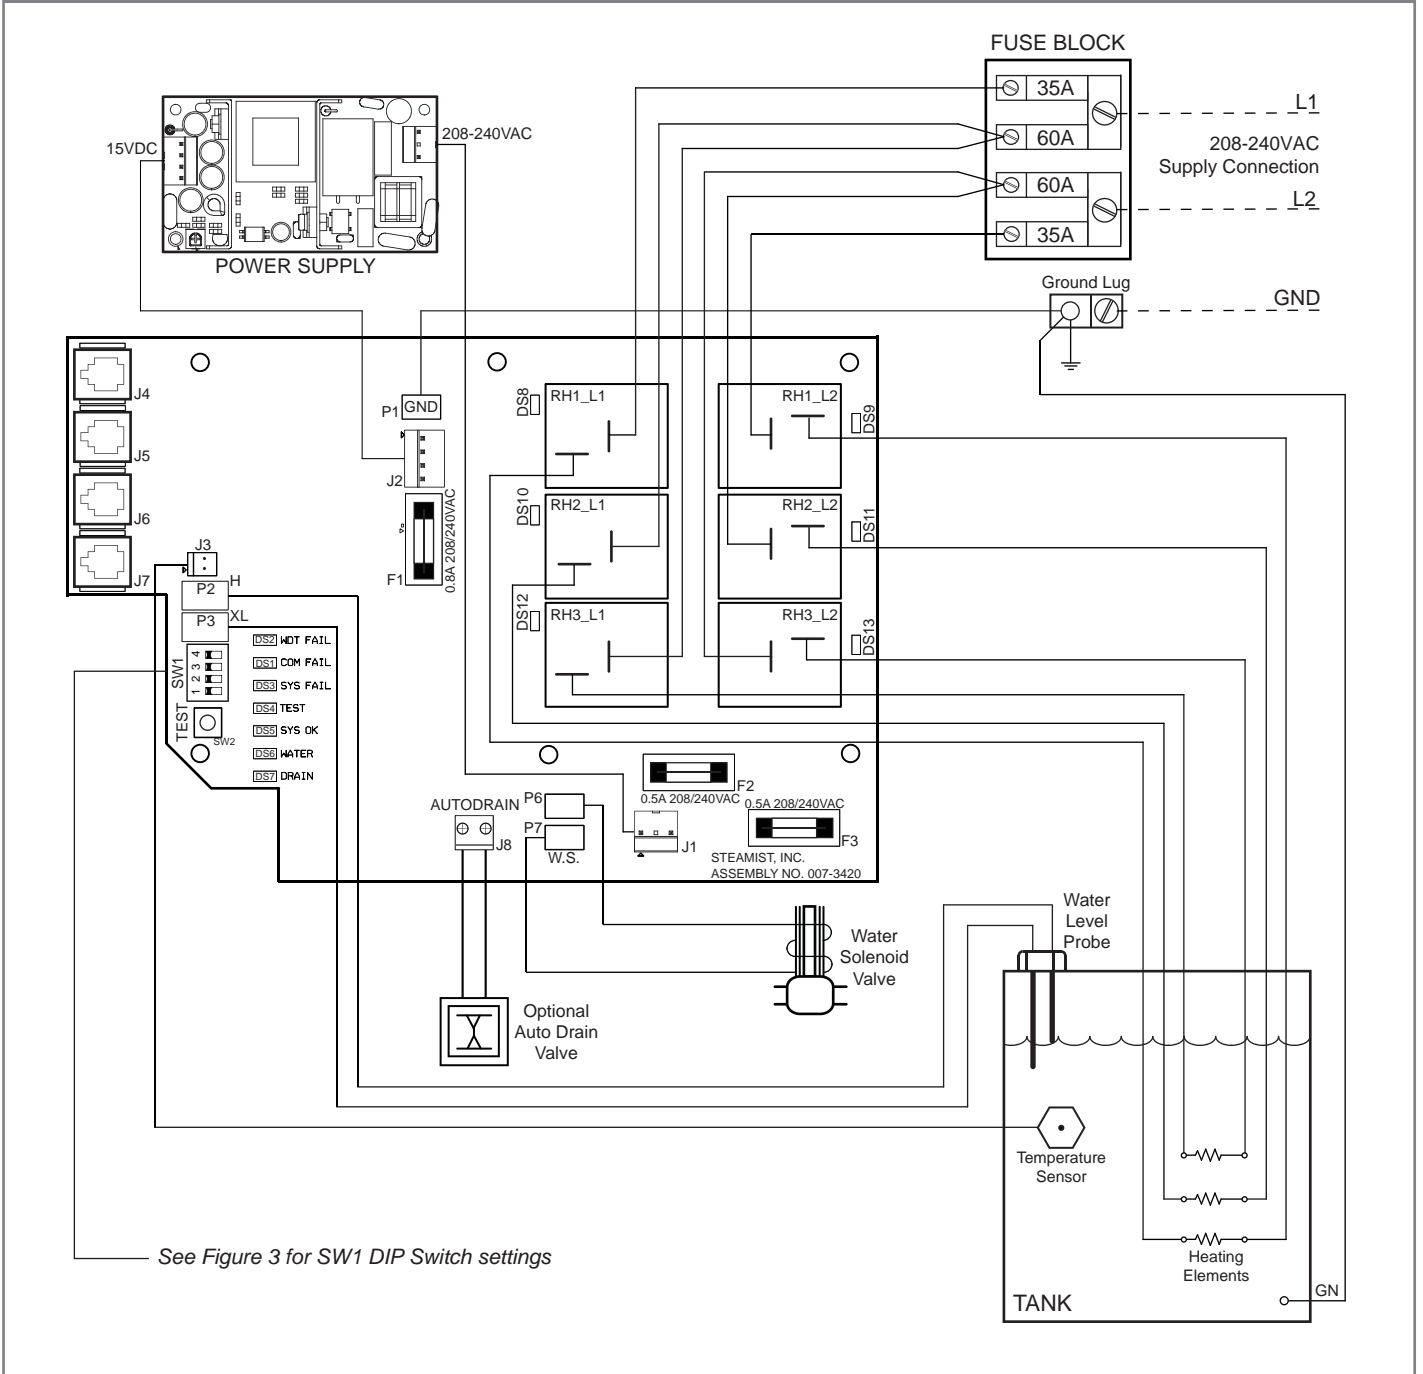 FUSE BLOCK
35A
60A
60A
35A
L1
208-240VAC
Supply Connection
L2
Ground Lug
GND
15VDC
208-240VAC
POWER SUPPLY
J4
J5
J6
J7
P1
GND
J2
F1
0.8A 208/240VAC
DS8
RH1_L1
RH1_L2
DS9
DS10
RH2_L1
RH2_L2
DS11
DS12
RH3_L1
RH3_L2
DS13
J3
P2
H
P3
XL
SW1
1 2 3 4
TEST
SW2
DS2 WDT FAIL
DS1 COM FAIL
DS3 SYS FAIL
DS4 TEST
DS5 SYS OK
DS6 WATER
DS7 DRAIN
AUTODRAIN
J8
P6
P7
W.S.
F2
0.5A 208/240VAC
0.5A 208/240VAC
F3
J1
STEAMIST, INC.
ASSEMBLY NO. 007-3420
Water
Solenoid
Valve
Optional
Auto Drain
Valve
Water
Level
Probe
Temperature
Sensor
Heating
Elements
TANK
GN
See Figure 3 for SW1 DIP Switch settings